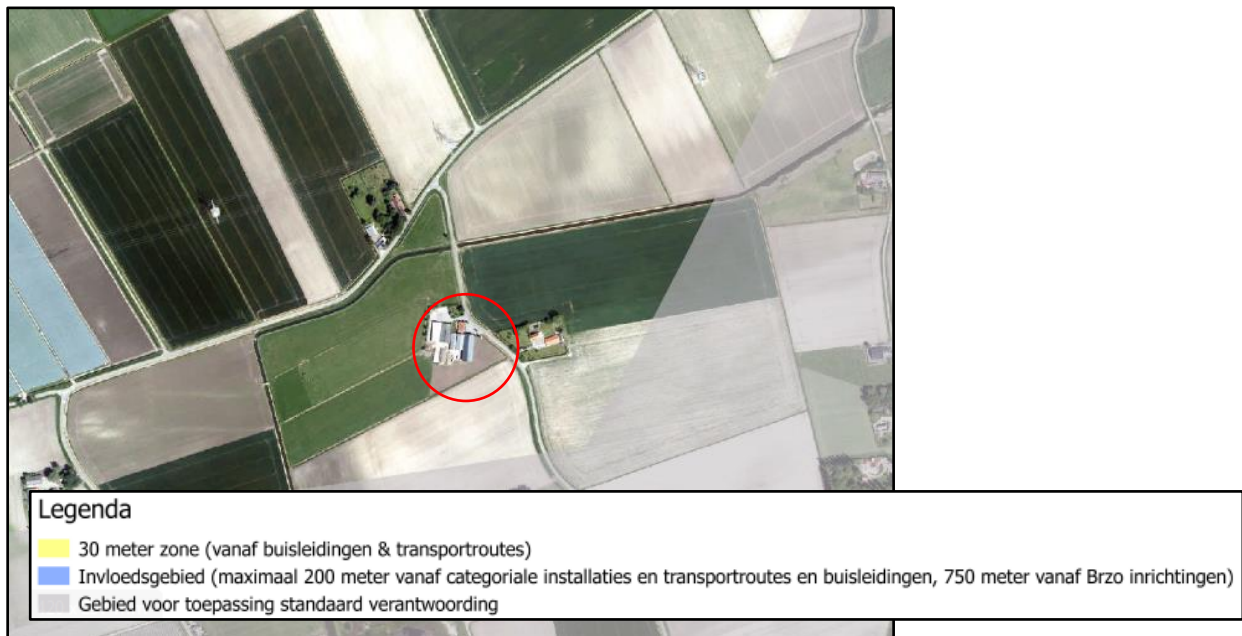 Legenda
30 meter zone (vanaf buisleidingen & transportroutes)
Invloedsgebied (maximaal 200 meter vanaf categoriale installaties en transportroutes en buisleidingen, 750 meter vanaf Brzo inrichtingen)
Gebied voor toepassing standaard verantwoording